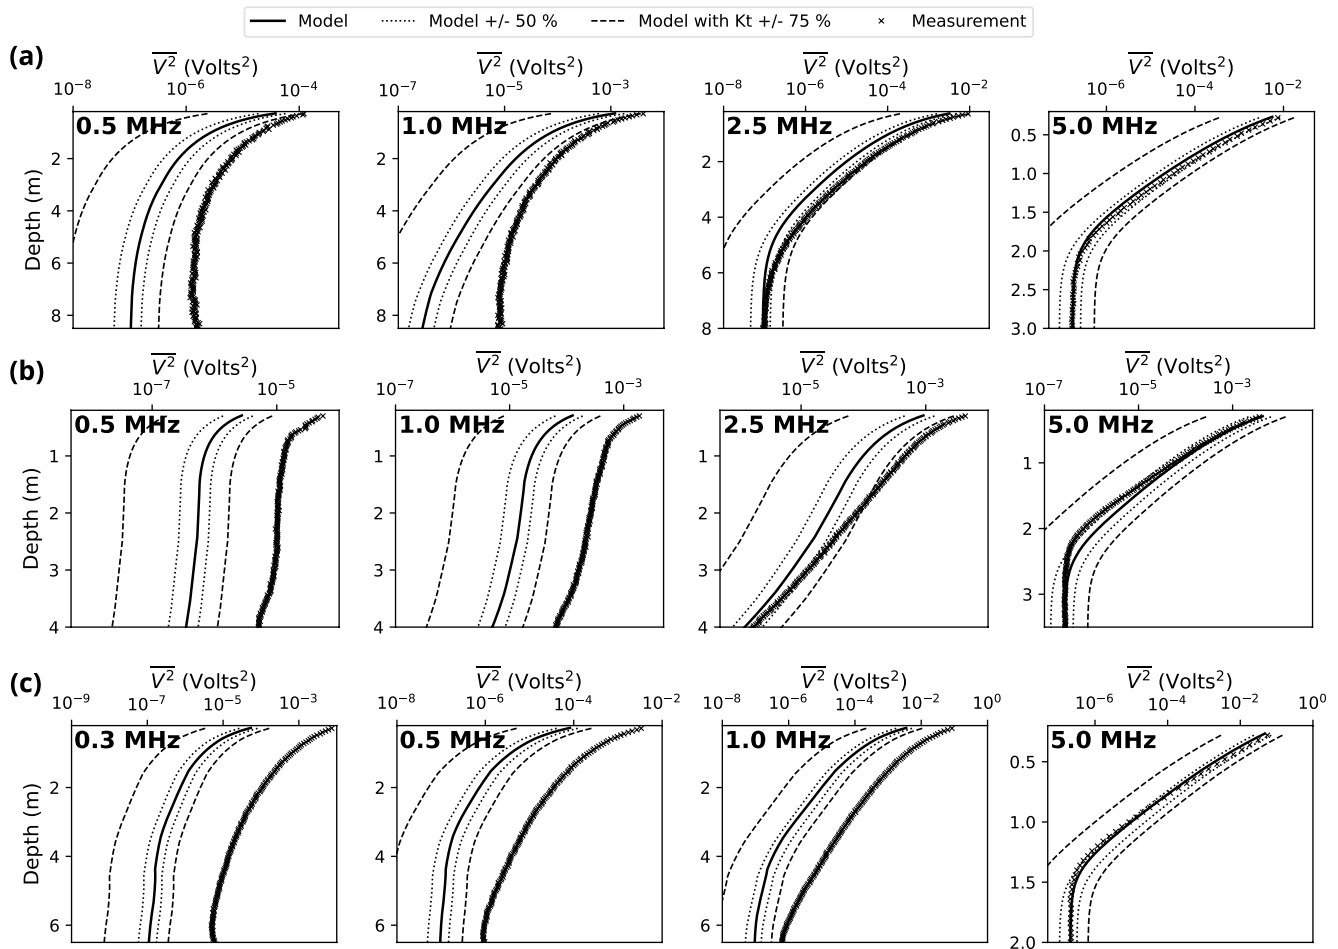 Model Model +/- 50 % Model with Kt +/- 75 % Measurement
(a)
V² (Volts²) V² (Volts²) V² (Volts²) V² (Volts²)
10⁻⁸ 10⁻⁶ 10⁻⁴ 10⁻⁷ 10⁻⁵ 10⁻³ 10⁻⁸ 10⁻⁶ 10⁻⁴ 10⁻² 10⁻⁶ 10⁻⁴ 10⁻²
0.5 MHz 1.0 MHz 2.5 MHz 5.0 MHz
Depth (m)
2 4 6 8
2 4 6 8
2 4 6 8
0.5 1.0 1.5 2.0 2.5 3.0
(b)
V² (Volts²) V² (Volts²) V² (Volts²) V² (Volts²)
10⁻⁷ 10⁻⁵ 10⁻⁷ 10⁻⁵ 10⁻³ 10⁻⁵ 10⁻³ 10⁻⁷ 10⁻⁵ 10⁻³
0.5 MHz 1.0 MHz 2.5 MHz 5.0 MHz
Depth (m)
1 2 3 4
1 2 3 4
1 2 3 4
1 2 3
(c)
V² (Volts²) V² (Volts²) V² (Volts²) V² (Volts²)
10⁻⁹ 10⁻⁷ 10⁻⁵ 10⁻³ 10⁻⁸ 10⁻⁶ 10⁻⁴ 10⁻² 10⁻⁸ 10⁻⁶ 10⁻⁴ 10⁻² 10⁰ 10⁻⁶ 10⁻⁴ 10⁻² 10⁰
0.3 MHz 0.5 MHz 1.0 MHz 5.0 MHz
Depth (m)
2 4 6
2 4 6
2 4 6
0.5 1.0 1.5 2.0